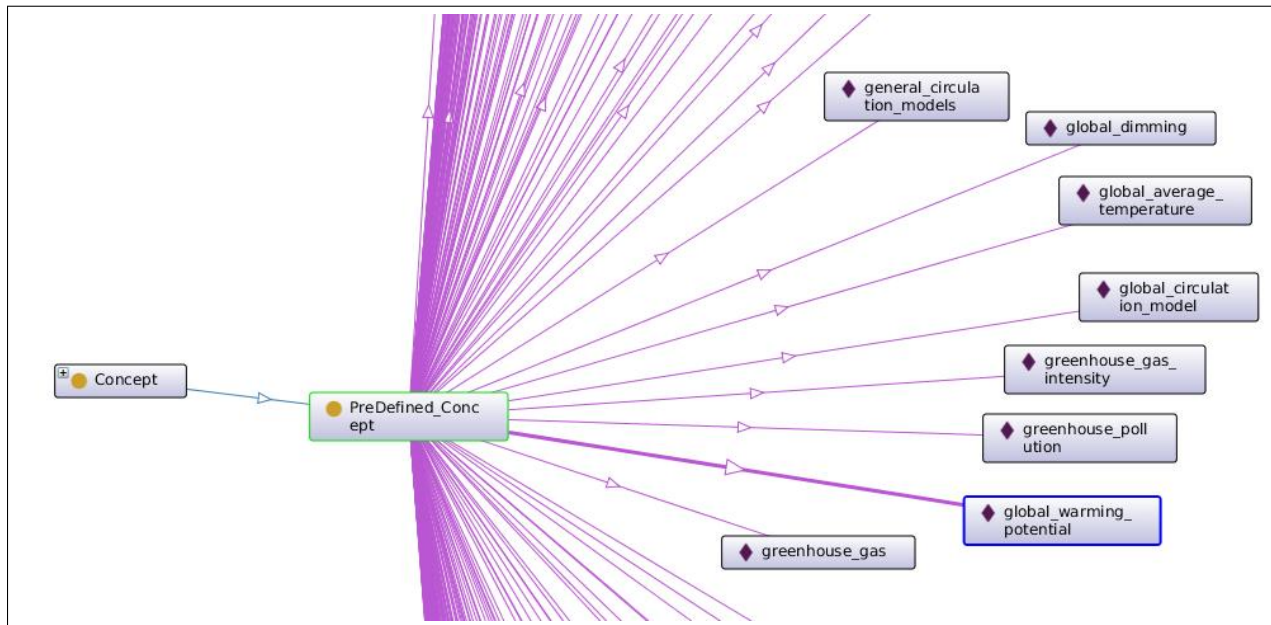 general_circula
tion_models
global_dimming
global_average_
temperature
global_circulat
ion_model
Concept
greenhouse_gas_
intensity
PreDefined_Conc
ept
greenhouse_poll
ution
global_warming_
potential
greenhouse_gas